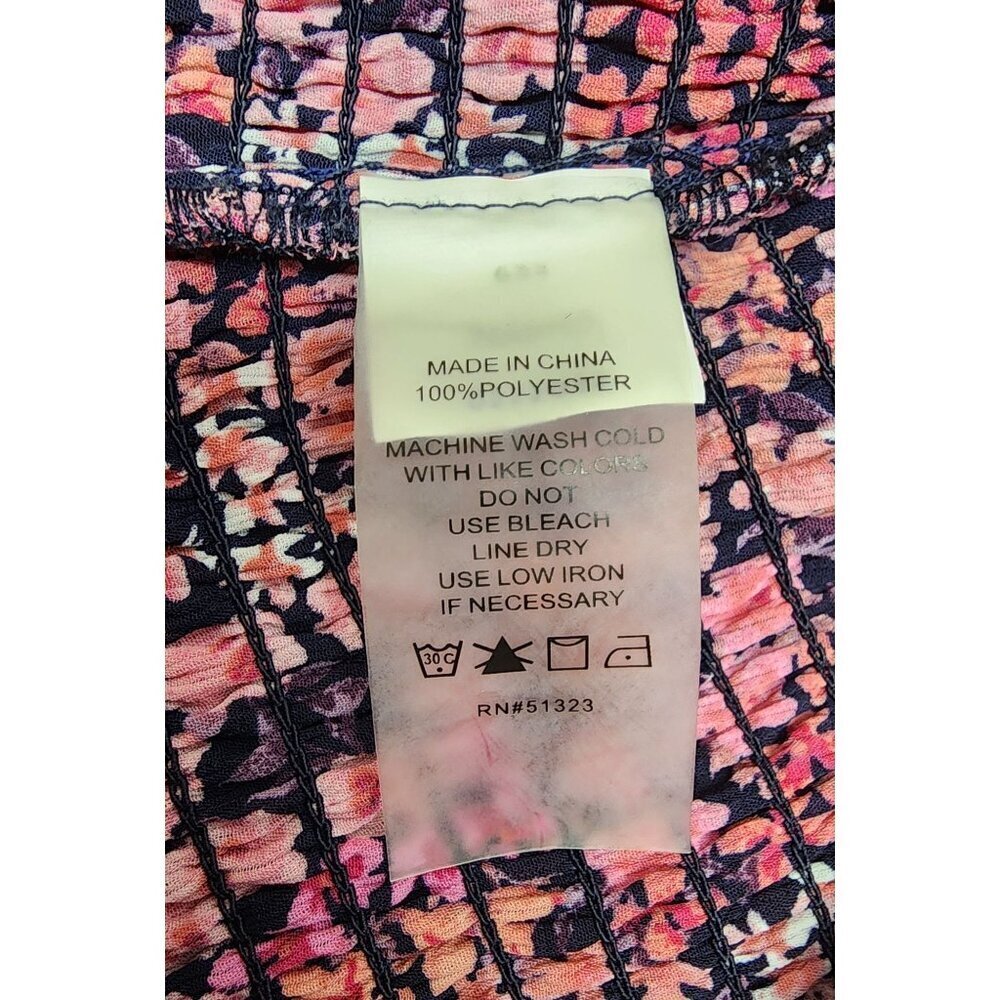 MADE IN CHINA
100%POLYESTER
MACHINE WASH COLD
WITH LIKE COLORS
DO NOT
USE BLEACH
LINE DRY
USE LOW IRON
IF NECESSARY
30 C
RN#51323